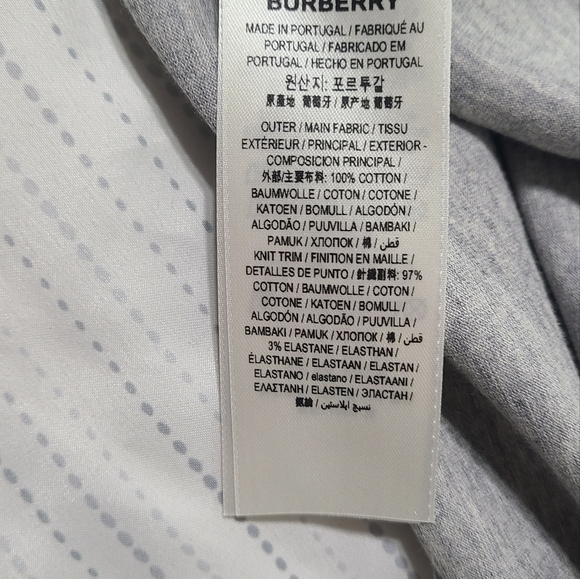 BURBERRY
MADE IN PORTUGAL / FABRIQUÉ AU
PORTUGAL / FABRICADO EM
PORTUGAL / HECHO EN PORTUGAL
원산지: 포르투갈
原產地 葡萄牙 / 原产地 葡萄牙
OUTER / MAIN FABRIC / TISSU
EXTÉRIEUR / PRINCIPAL / EXTERIOR -
COMPOSICION PRINCIPAL /
外部/主要布料: 100% COTTON /
BAUMWOLLE / COTON / COTONE /
KATOEN / BOMULL / ALGODÓN /
ALGODÃO / PUUVILLA / BAMBAKI /
PAMUK / ХЛОПОК / 棉 / قطن /
KNIT TRIM / FINITION EN MAILLE /
DETALLES DE PUNTO / 針織副料: 97%
COTTON / BAUMWOLLE / COTON /
COTONE / KATOEN / BOMULL /
ALGODÓN / ALGODÃO / PUUVILLA /
BAMBAKI / PAMUK / ХЛОПОК / 棉 / قطن /
3% ELASTANE / ELASTHAN /
ÉLASTHANE / ELASTAAN / ELASTAN /
ELASTANO / elastano / ELASTAANI /
ΕΛΑΣΤΑΝΗ / ELASTEN / ЭЛАСТАН /
氨綸 / نسيج ايلاستين